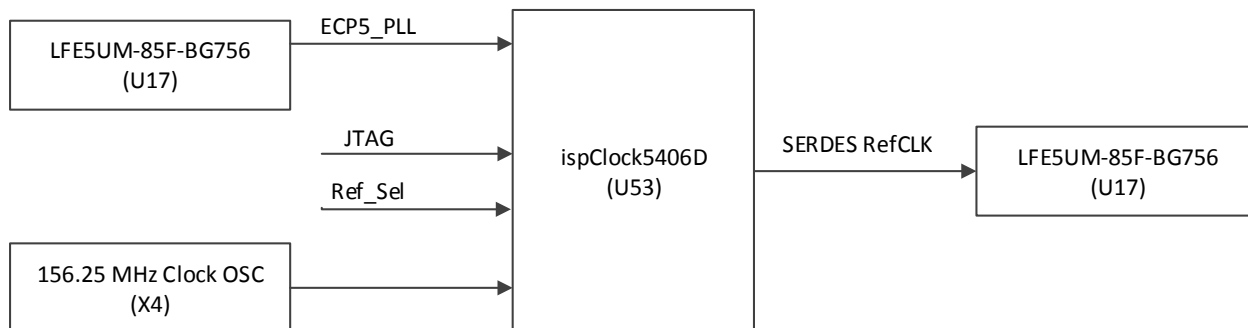 LFE5UM-85F-BG756
(U17)
ECP5_PLL
JTAG
Ref_Sel
156.25 MHz Clock OSC
(X4)
ispClock5406D
(U53)
SERDES RefCLK
LFE5UM-85F-BG756
(U17)